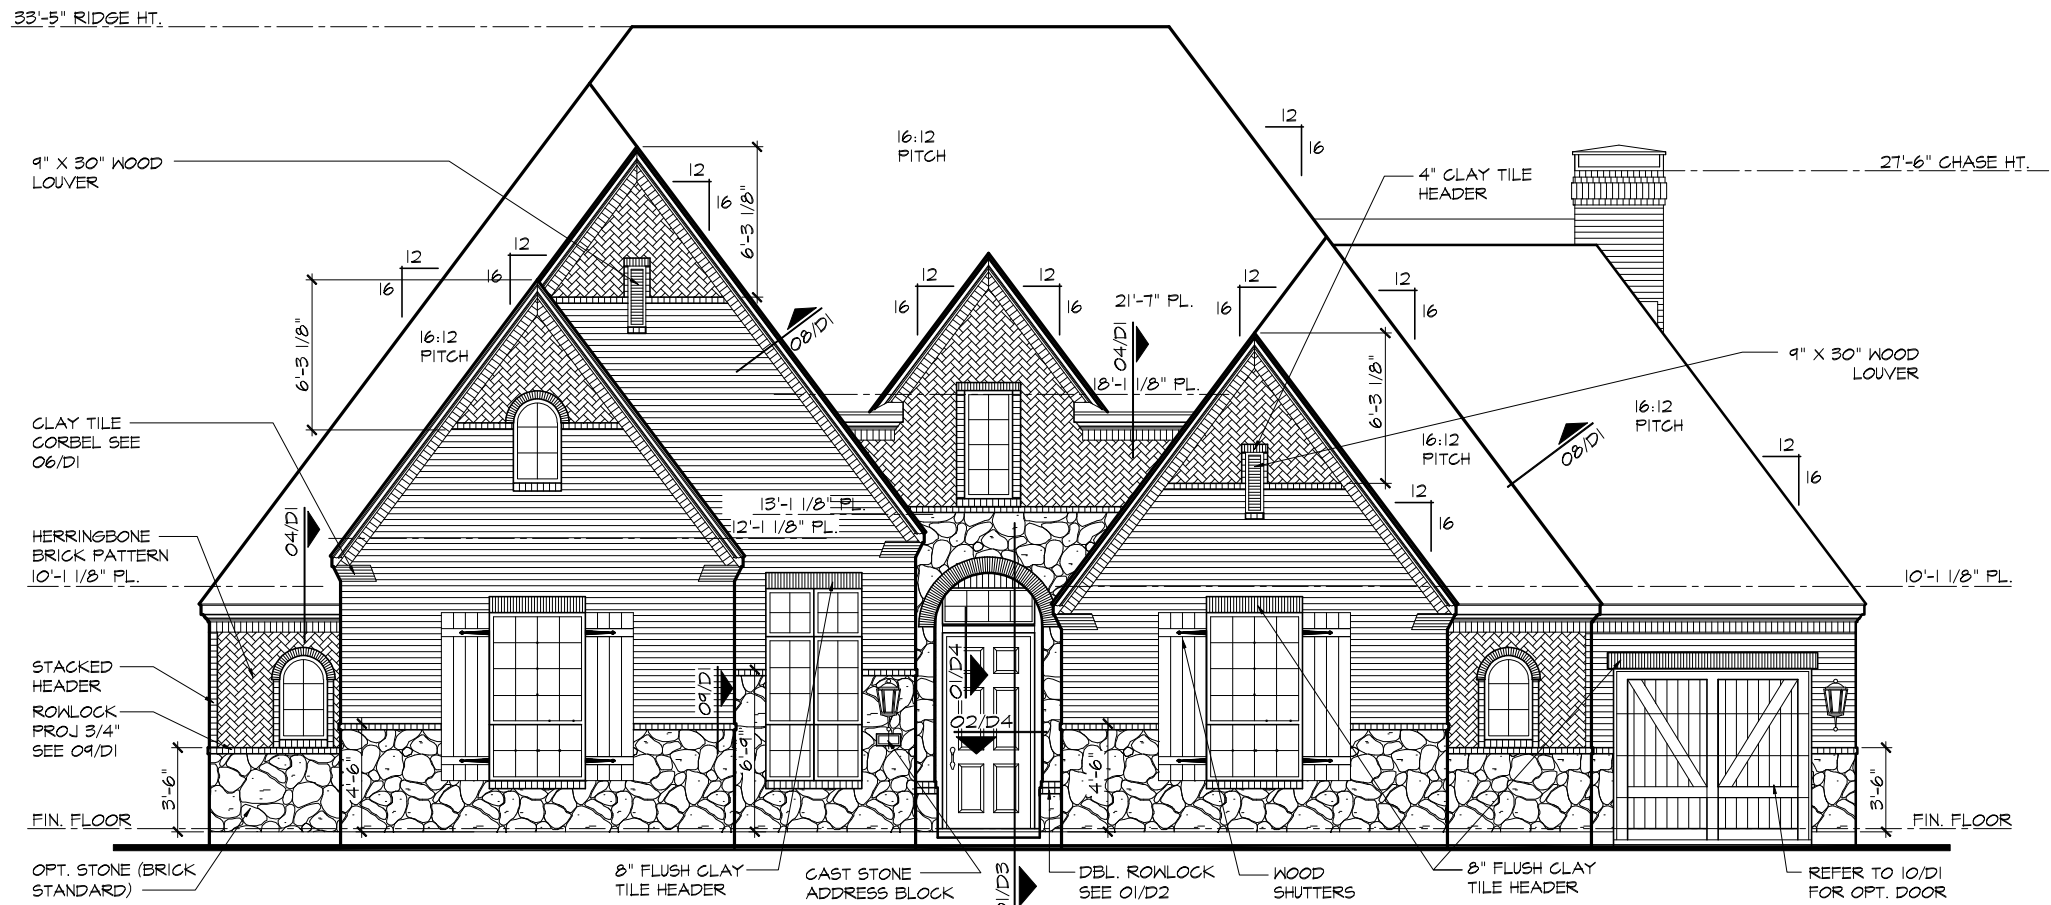 33'-5" RIDGE HT.
16:12
PITCH
12
16
9" X 30" WOOD
LOUVER
12
16
6'-3 1/8"
4" CLAY TILE
HEADER
27'-6" CHASE HT.
12
16
12
16
6'-3 1/8"
16:12
PITCH
08/D1
12
16
12
16
21'-7" PL.
04/D1
18'-1 1/8" PL.
12
16
12
16
6'-3 1/8"
9" X 30" WOOD
LOUVER
16:12
PITCH
16:12
PITCH
08/D1
12
16
12
16
CLAY TILE
CORBEL SEE
06/D1
13'-1 1/8" PL.
12'-1 1/8" PL.
04/D1
HERRINGBONE
BRICK PATTERN
10'-1 1/8" PL.
10'-1 1/8" PL.
STACKED
HEADER
ROWLOCK
PROJ 3/4"
SEE 09/D1
09/D1
01/D4
02/D4
3'-6"
4'-6"
6'-9"
4'-6"
3'-6"
FIN. FLOOR
FIN. FLOOR
OPT. STONE (BRICK
STANDARD)
8" FLUSH CLAY
TILE HEADER
CAST STONE
ADDRESS BLOCK
01/D3
DBL. ROWLOCK
SEE 01/D2
WOOD
SHUTTERS
8" FLUSH CLAY
TILE HEADER
REFER TO 10/D1
FOR OPT. DOOR